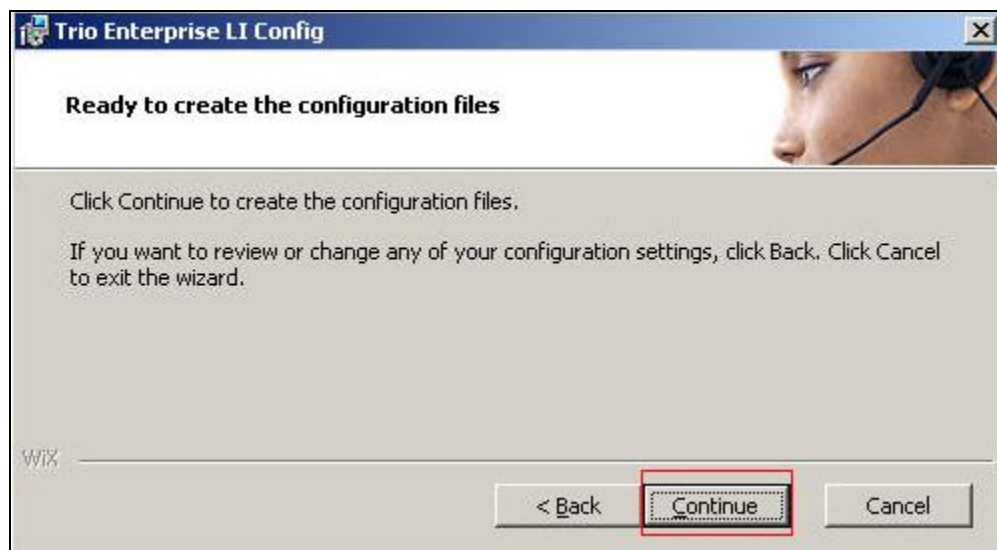 Trio Enterprise LI Config
Ready to create the configuration files
Click Continue to create the configuration files.
If you want to review or change any of your configuration settings, click Back. Click Cancel
to exit the wizard.
WiX
< Back
Continue
Cancel